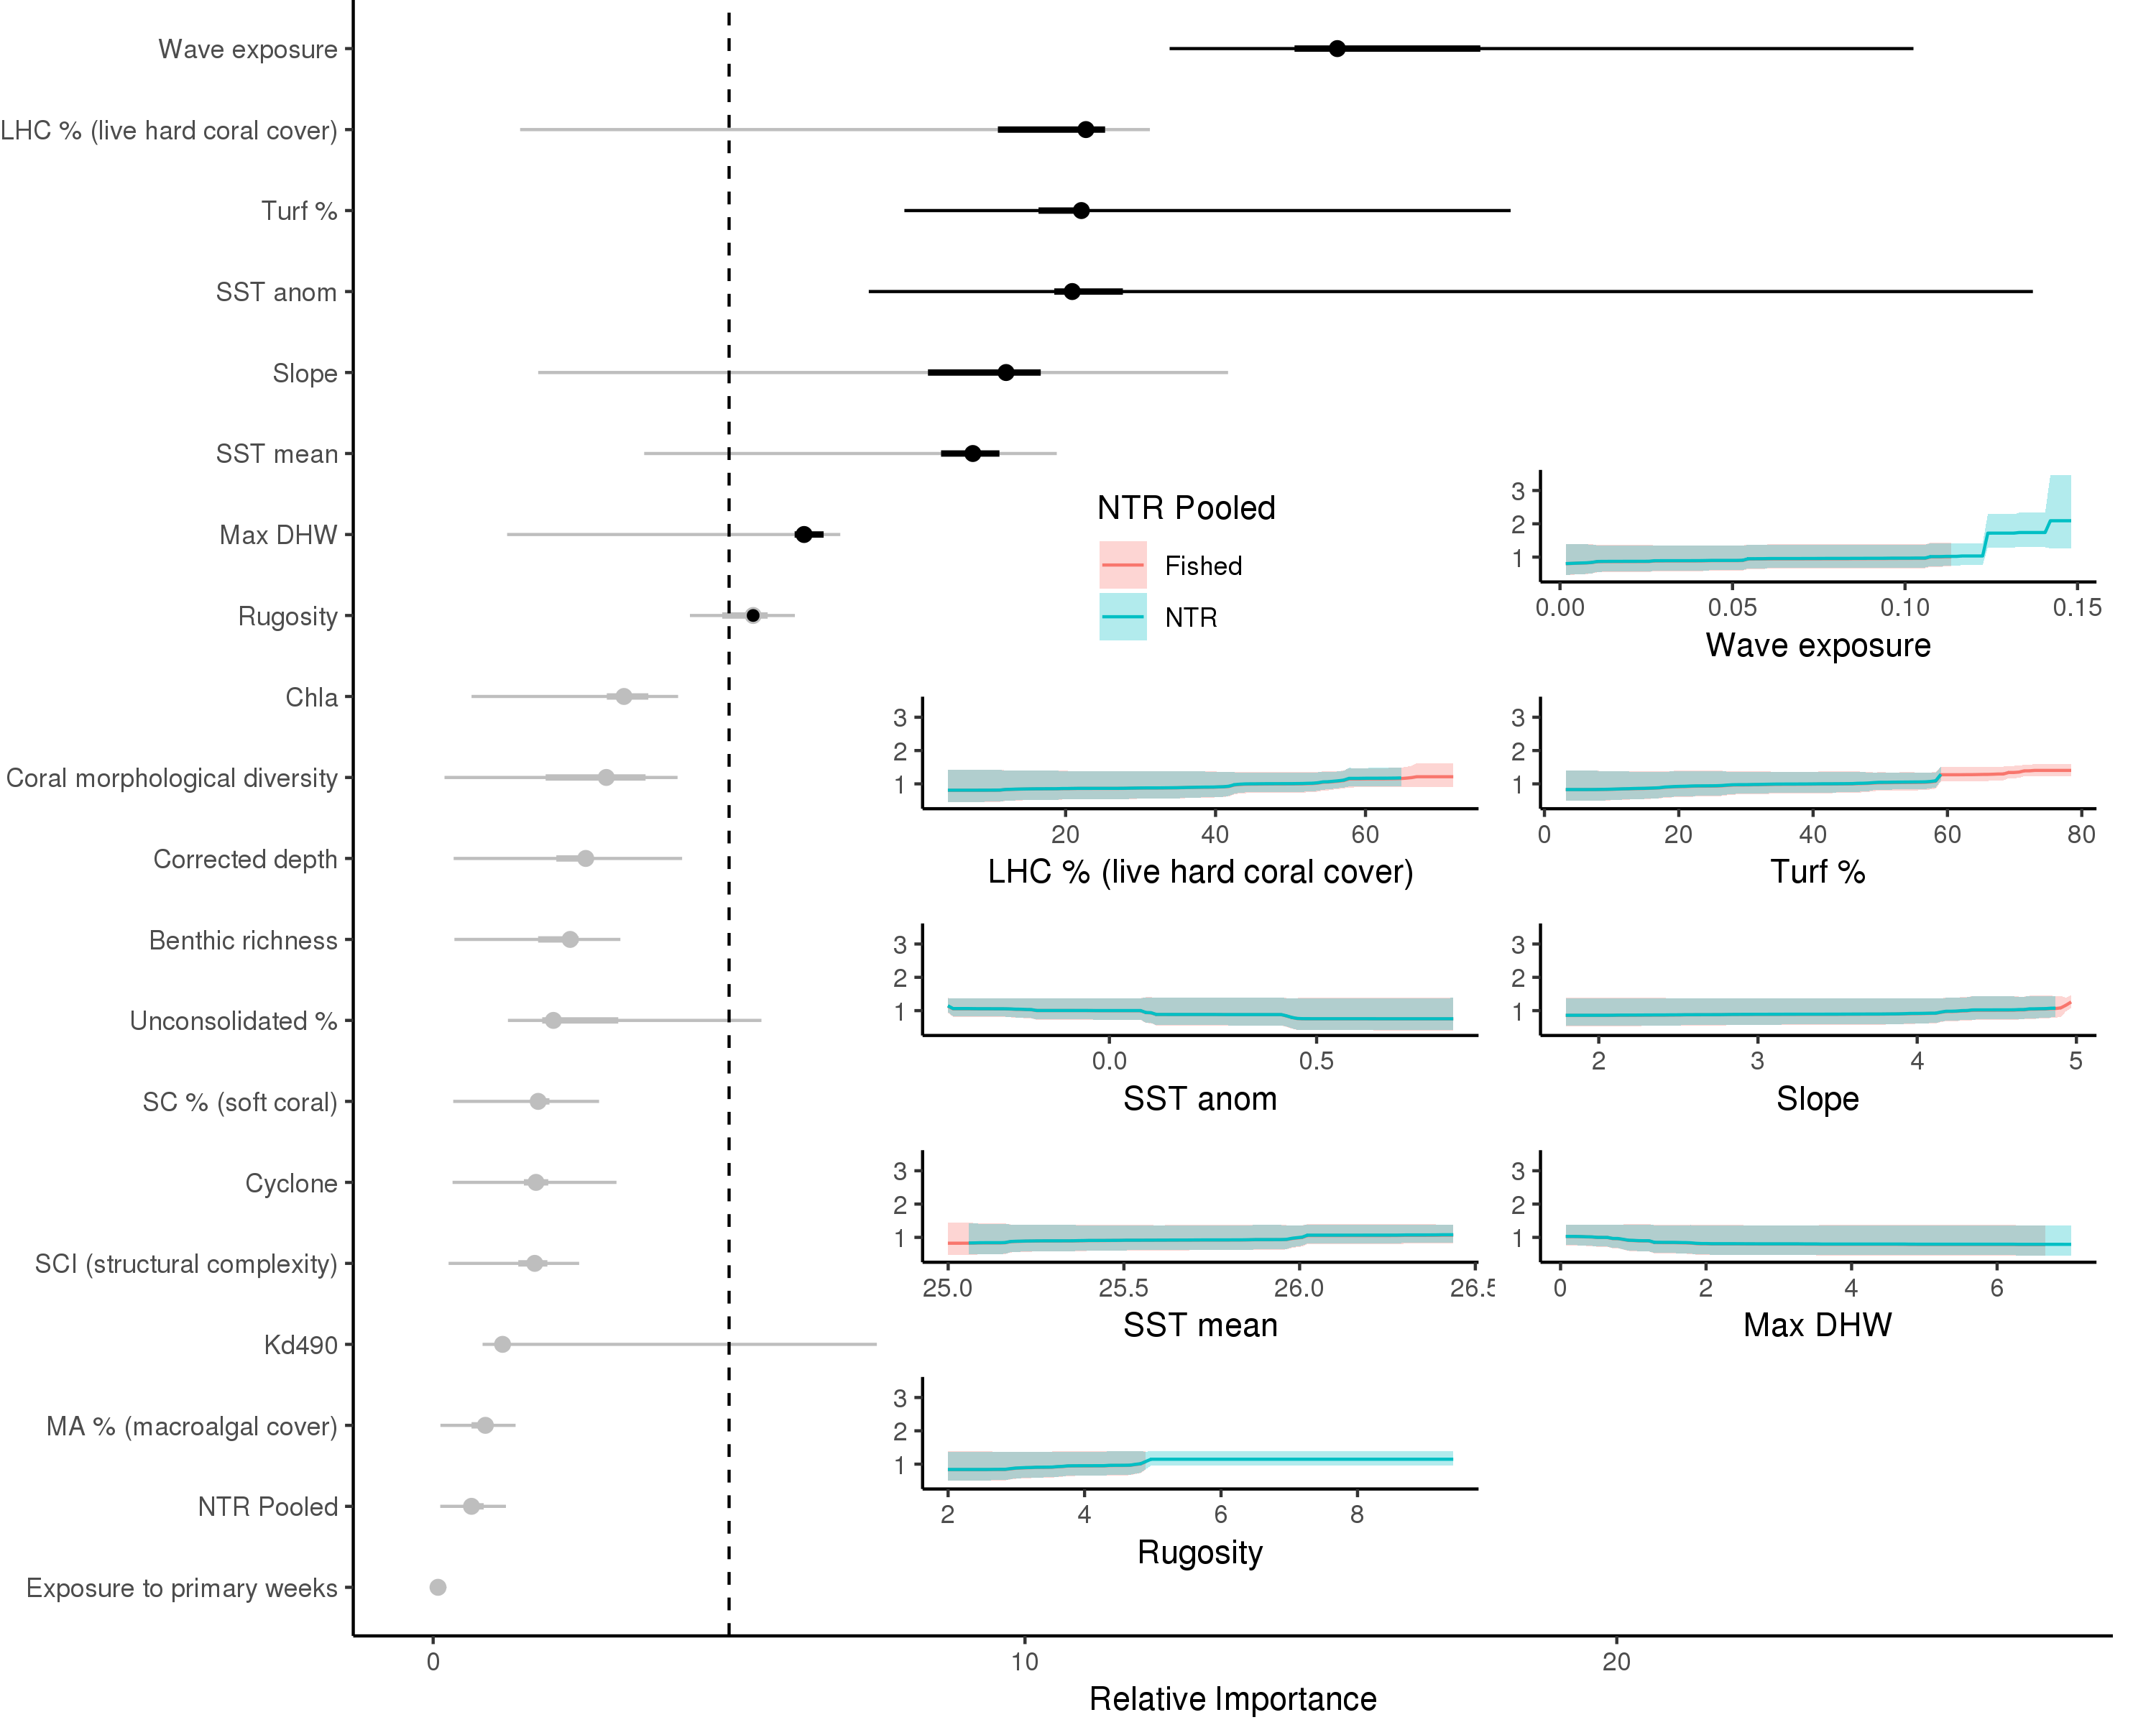 Wave exposure
LHC % (live hard coral cover)
Turf %
SST anom
Slope
SST mean
Max DHW
Rugosity
Chla
Coral morphological diversity
Corrected depth
Benthic richness
Unconsolidated %
SC % (soft coral)
Cyclone
SCI (structural complexity)
Kd490
MA % (macroalgal cover)
NTR Pooled
Exposure to primary weeks
0 10 20
Relative Importance
NTR Pooled
Fished
NTR
3
2
1
0.00 0.05 0.10 0.15
Wave exposure
3
2
1
20 40 60
LHC % (live hard coral cover)
3
2
1
0 20 40 60 80
Turf %
3
2
1
0.0 0.5
SST anom
3
2
1
2 3 4 5
Slope
3
2
1
25.0 25.5 26.0 26.5
SST mean
3
2
1
0 2 4 6
Max DHW
3
2
1
2 4 6 8
Rugosity